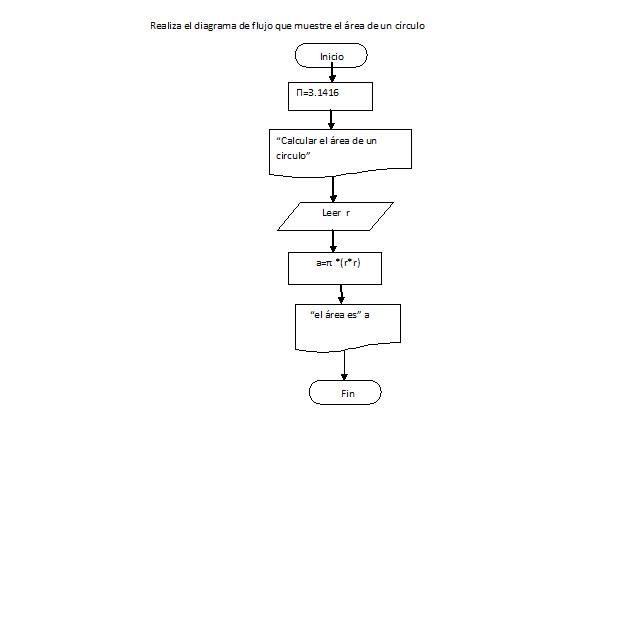 Realiza el diagrama de flujo que muestre el área de un círculo
Inicio
Π=3.1416
“Calcular el área de un
circulo”
Leer r
a=π *(r*r)
“el área es” a
Fin